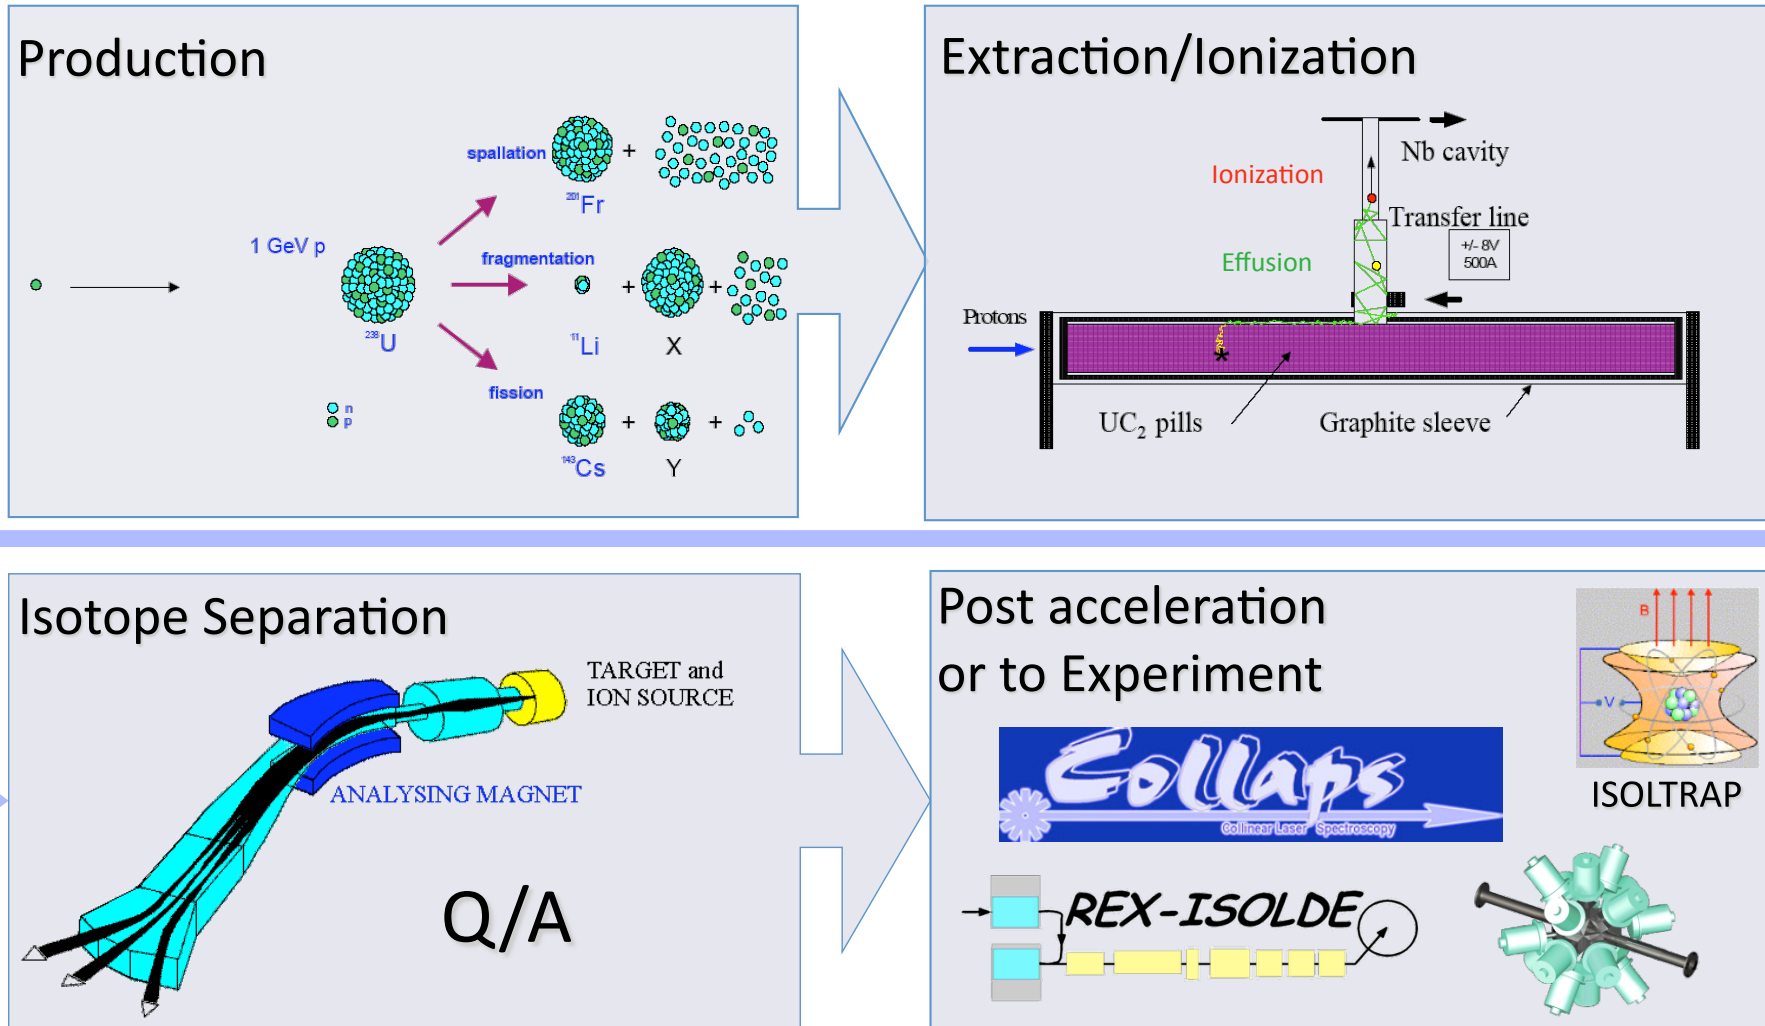 Production
spallation
+
²⁰¹Fr
1 GeV p
fragmentation
+
+
²³⁸U
¹¹Li
X
fission
n
p
+
+
¹⁴³Cs
Y
Extraction/Ionization
Nb cavity
Ionization
Transfer line
+/- 8V
500A
Effusion
Protons
*
UC₂ pills
Graphite sleeve
Isotope Separation
TARGET and
ION SOURCE
ANALYSING MAGNET
Q/A
Post acceleration
or to Experiment
B
V
ISOLTRAP
Collaps
Collinear Laser Spectroscopy
REX-ISOLDE